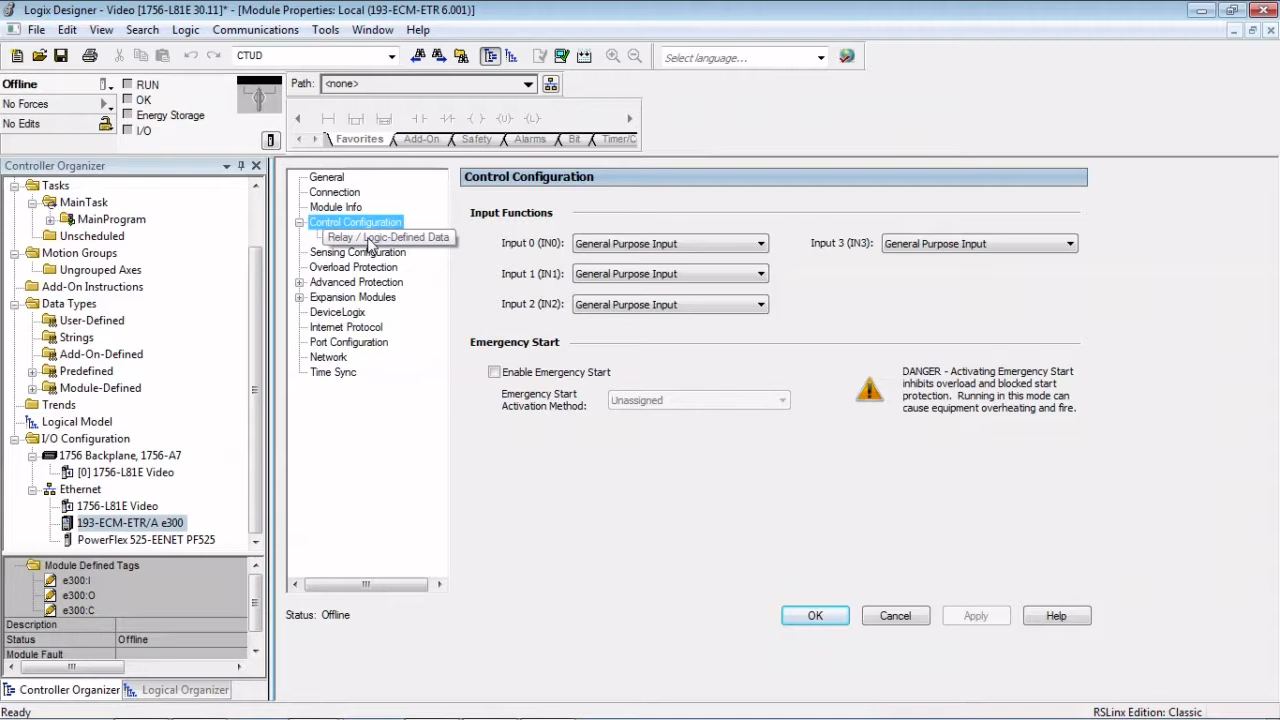 Logix Designer - Video [1756-L81E 30.11]* - [Module Properties: Local (193-ECM-ETR 6.001)]
File Edit View Search Logic Communications Tools Window Help
CTUD
Select language...
Offline
RUN
No Forces
OK
Energy Storage
No Edits
I/O
Path: <none>
Favorites Add-On Safety Alarms Bit Timer/C
Controller Organizer
Tasks
MainTask
MainProgram
Unscheduled
Motion Groups
Ungrouped Axes
Add-On Instructions
Data Types
User-Defined
Strings
Add-On-Defined
Predefined
Module-Defined
Trends
Logical Model
I/O Configuration
1756 Backplane, 1756-A7
[0] 1756-L81E Video
Ethernet
1756-L81E Video
193-ECM-ETR/A e300
PowerFlex 525-EENET PF525
Module Defined Tags
e300:I
e300:O
e300:C
Description
Status Offline
Module Fault
Controller Organizer Logical Organizer
General
Connection
Module Info
Control Configuration
Relay / Logic-Defined Data
Sensing Configuration
Overload Protection
Advanced Protection
Expansion Modules
DeviceLogix
Internet Protocol
Port Configuration
Network
Time Sync
Control Configuration
Input Functions
Input 0 (IN0): General Purpose Input
Input 3 (IN3): General Purpose Input
Input 1 (IN1): General Purpose Input
Input 2 (IN2): General Purpose Input
Emergency Start
Enable Emergency Start
Emergency Start
Activation Method:
Unassigned
DANGER - Activating Emergency Start
inhibits overload and blocked start
protection. Running in this mode can
cause equipment overheating and fire.
Status: Offline
OK Cancel Apply Help
Ready
RSLinx Edition: Classic